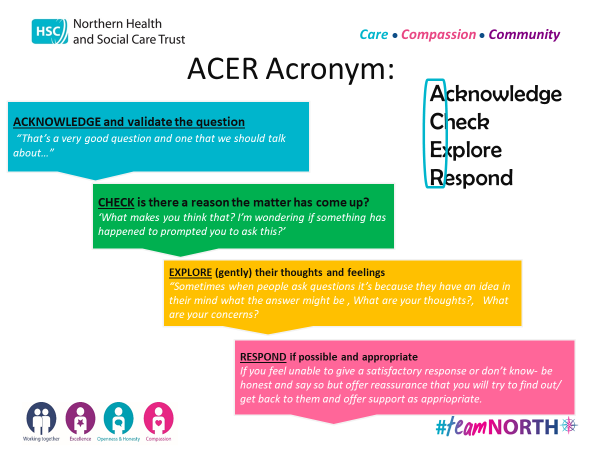 HSC Northern Health
and Social Care Trust
Care • Compassion • Community
ACER Acronym:
Acknowledge
Check
Explore
Respond
ACKNOWLEDGE and validate the question
“That’s a very good question and one that we should talk
about…”
CHECK is there a reason the matter has come up?
‘What makes you think that? I’m wondering if something has
happened to prompted you to ask this?’
EXPLORE (gently) their thoughts and feelings
“Sometimes when people ask questions it’s because they have an idea in
their mind what the answer might be , What are your thoughts?, What
are your concerns?
RESPOND if possible and appropriate
If you feel unable to give a satisfactory response or don’t know- be
honest and say so but offer reassurance that you will try to find out/
get back to them and offer support as appriopriate.
Working together
Excellence
Openness & Honesty
Compassion
#teamNORTH